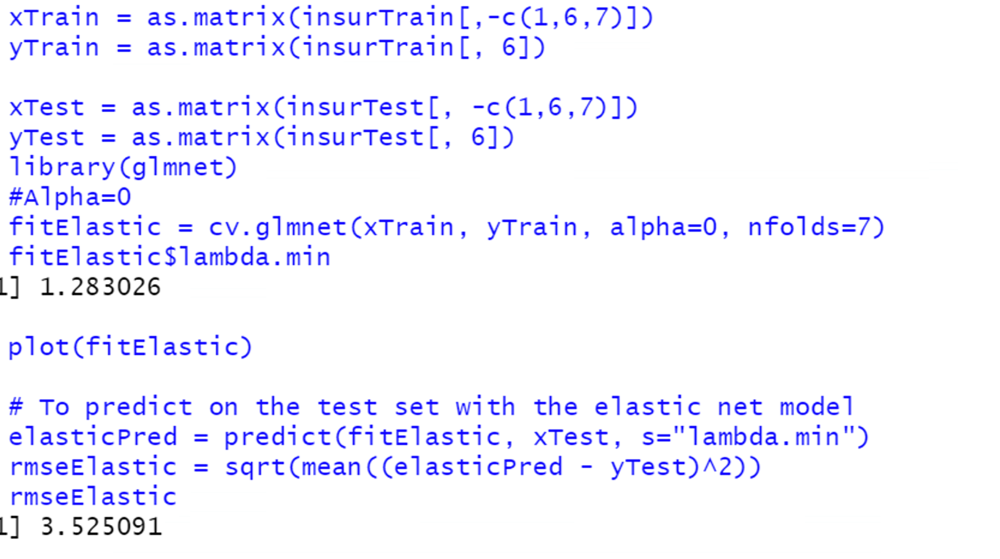 xTrain = as.matrix(insurTrain[,-c(1,6,7)])
yTrain = as.matrix(insurTrain[, 6])
xTest = as.matrix(insurTest[, -c(1,6,7)])
yTest = as.matrix(insurTest[, 6])
library(glmnet)
#Alpha=0
fitElastic = cv.glmnet(xTrain, yTrain, alpha=0, nfolds=7)
fitElastic$lambda.min
1] 1.283026
plot(fitElastic)
# To predict on the test set with the elastic net model
elasticPred = predict(fitElastic, xTest, s="lambda.min")
rmseElastic = sqrt(mean((elasticPred - yTest)^2))
rmseElastic
1] 3.525091